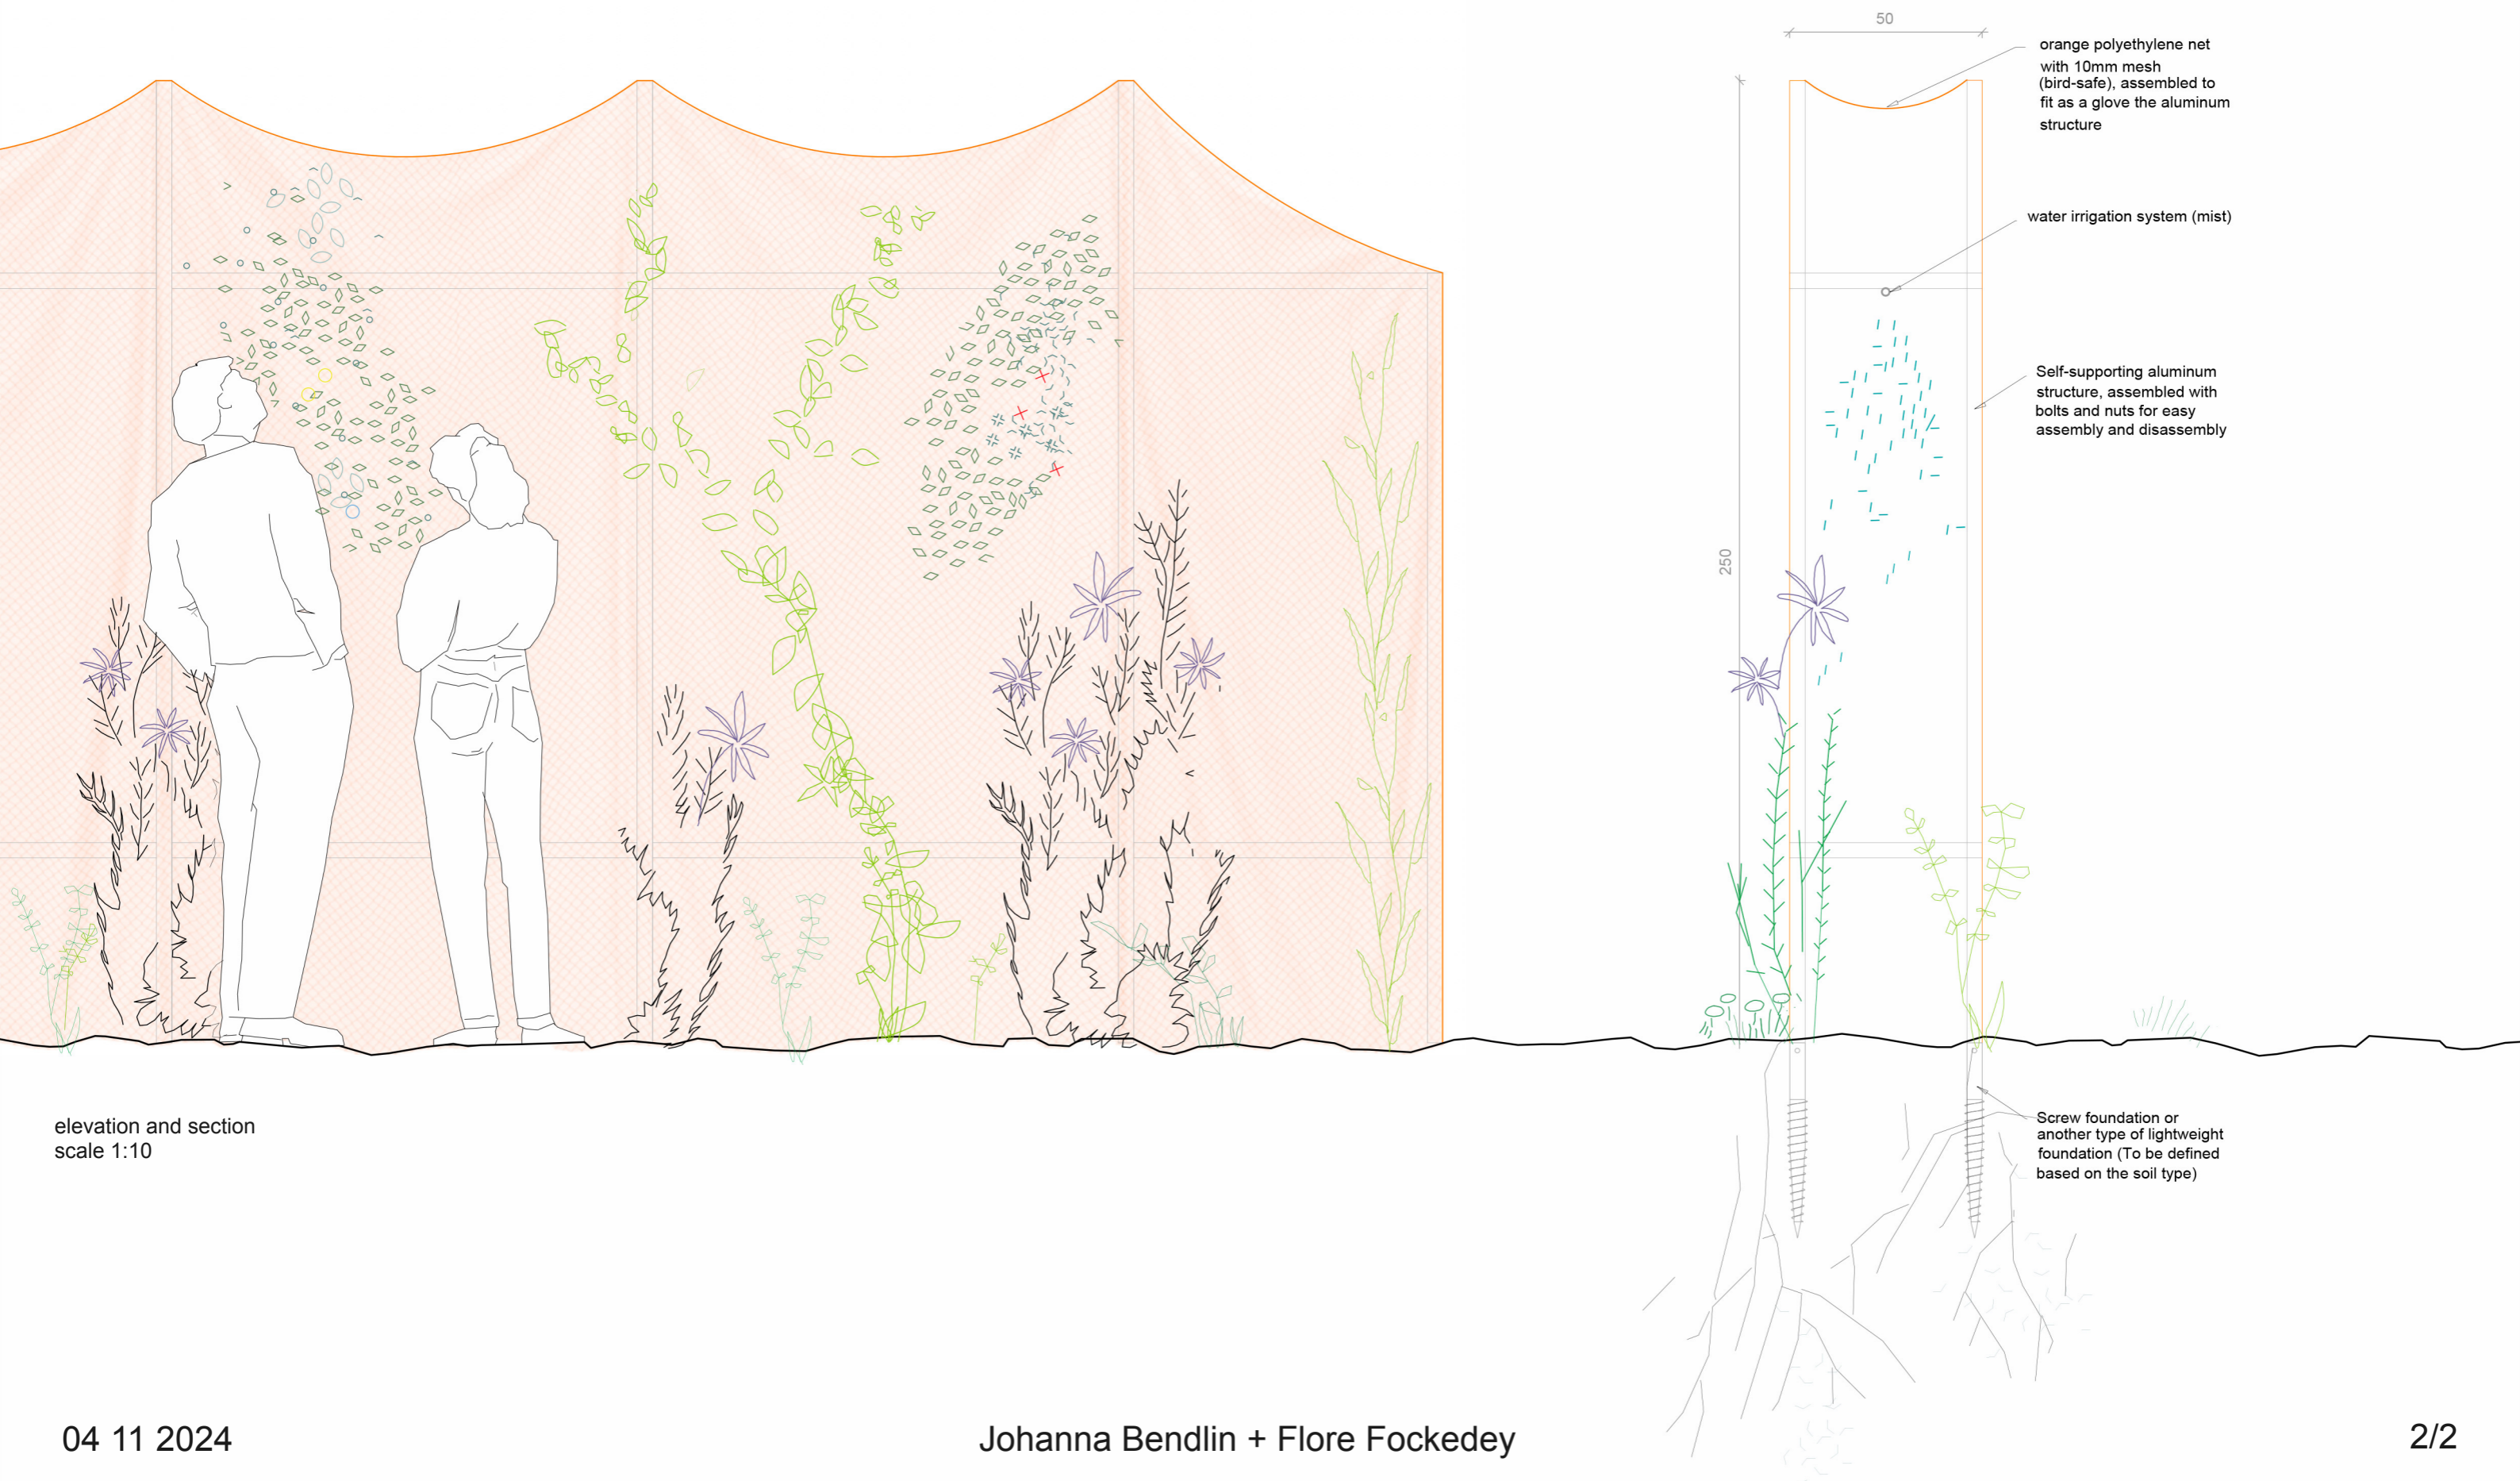 50
orange polyethylene net
with 10mm mesh
(bird-safe), assembled to
fit as a glove the aluminum
structure
water irrigation system (mist)
Self-supporting aluminum
structure, assembled with
bolts and nuts for easy
assembly and disassembly
250
Screw foundation or
another type of lightweight
foundation (To be defined
based on the soil type)
elevation and section
scale 1:10
04 11 2024
Johanna Bendlin + Flore Fockedey
2/2